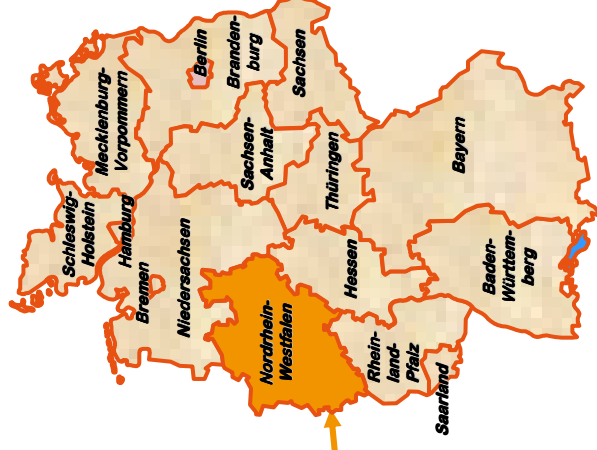 Schleswig-
Holstein
Mecklenburg-
Vorpommern
Hamburg
Bremen
Niedersachsen
Berlin
Branden-
burg
Sachsen-
Anhalt
Sachsen
Nordrhein-
Westfalen
Hessen
Thüringen
Rhein-
land-
Pfalz
Saarland
Baden-
Württem-
berg
Bayern